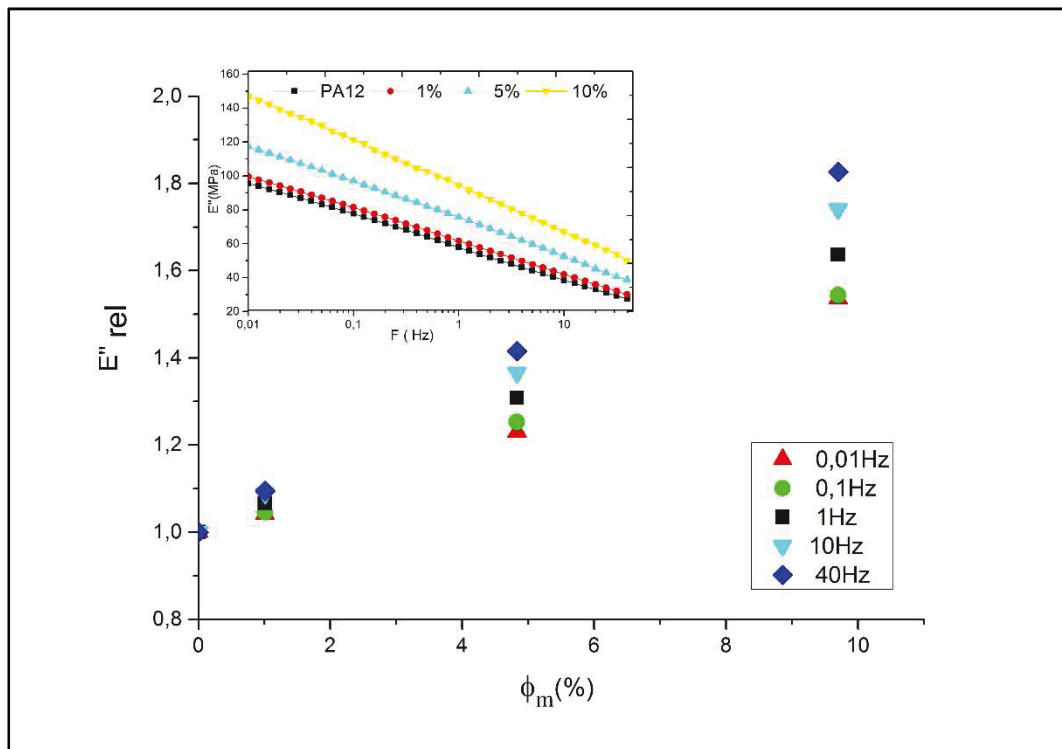 PA12 1% 5% 10%
160
140
120
100
80
60
40
20
E"(MPa)
0,01 0,1 1 10
F ( Hz)
2,0
1,8
1,6
1,4
1,2
1,0
0,8
E" rel
0,01Hz
0,1Hz
1Hz
10Hz
40Hz
0 2 4 6 8 10
ϕm(%)